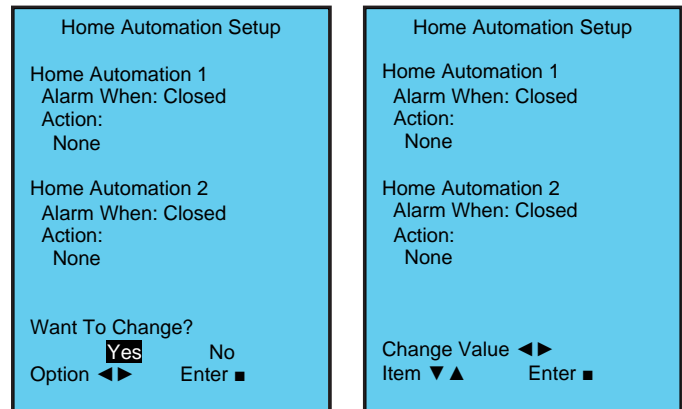 Home Automation Setup
Home Automation 1
Alarm When: Closed
Action:
None
Home Automation 2
Alarm When: Closed
Action:
None
Want To Change?
Yes No
Option ◄► Enter ■
Home Automation Setup
Home Automation 1
Alarm When: Closed
Action:
None
Home Automation 2
Alarm When: Closed
Action:
None
Change Value ◄►
Item ▼▲ Enter ■